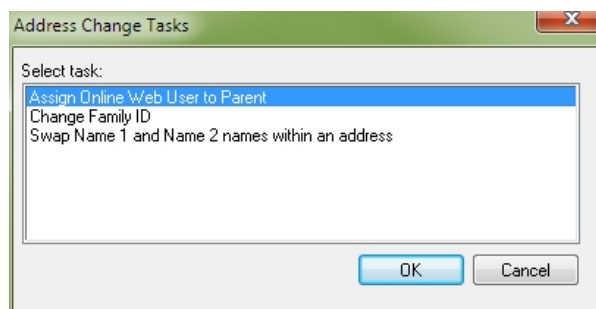 Address Change Tasks
Select task:
Assign Online Web User to Parent
Change Family ID
Swap Name 1 and Name 2 names within an address
OK Cancel